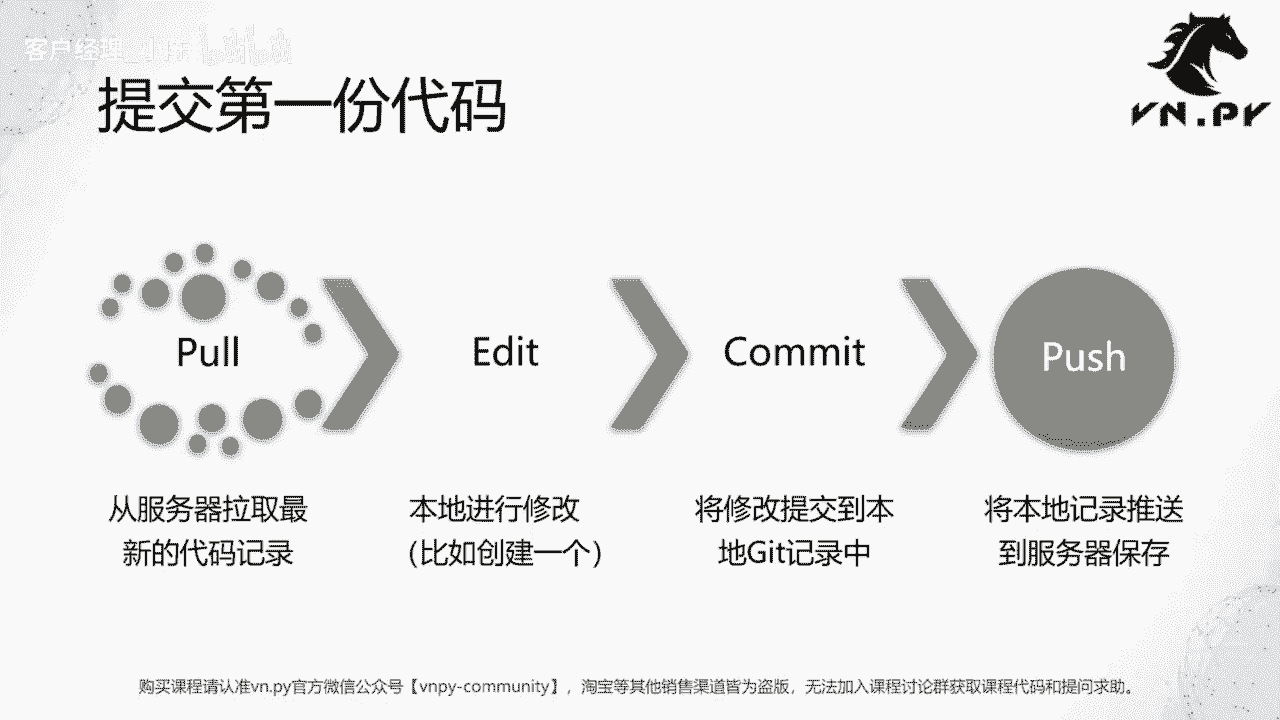 客户经理
VN.PY
提交第一份代码
Pull
Edit
Commit
Push
从服务器拉取最
新的代码记录
本地进行修改
（比如创建一个）
将修改提交到本
地Git记录中
将本地记录推送
到服务器保存
购买课程请认准vn.py官方微信公众号【vnpy-community】，淘宝等其他销售渠道皆为盗版，无法加入课程讨论群获取课程代码和提问求助。